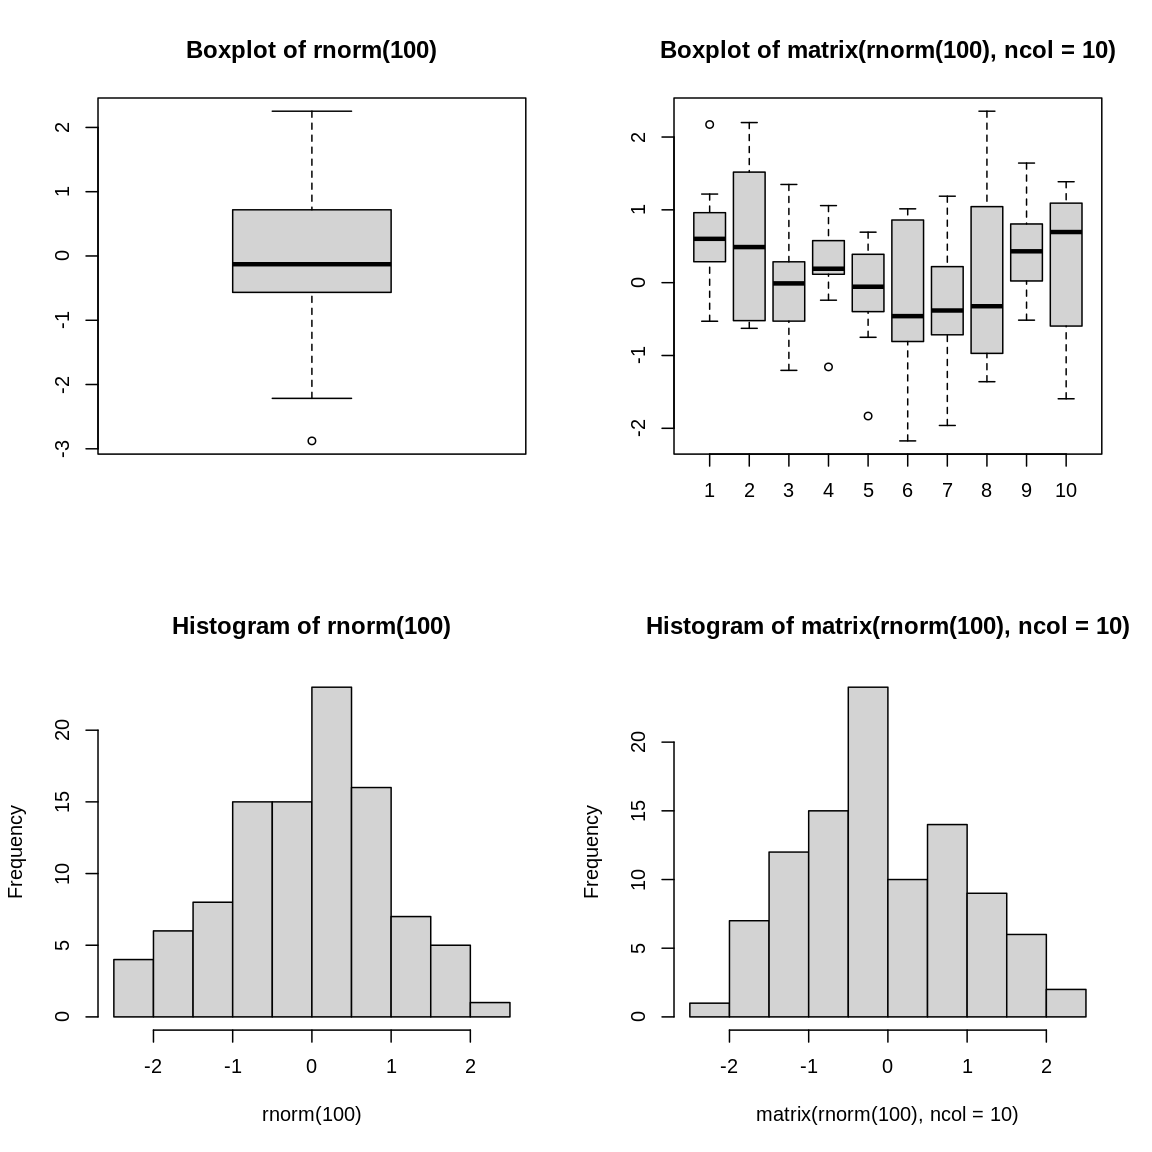 Boxplot of rnorm(100)
2
1
0
-1
-2
-3
Boxplot of matrix(rnorm(100), ncol = 10)
2
1
0
-1
-2
1 2 3 4 5 6 7 8 9 10
Histogram of rnorm(100)
Frequency
20
15
10
5
0
-2 -1 0 1 2
rnorm(100)
Histogram of matrix(rnorm(100), ncol = 10)
Frequency
20
15
10
5
0
-2 -1 0 1 2
matrix(rnorm(100), ncol = 10)